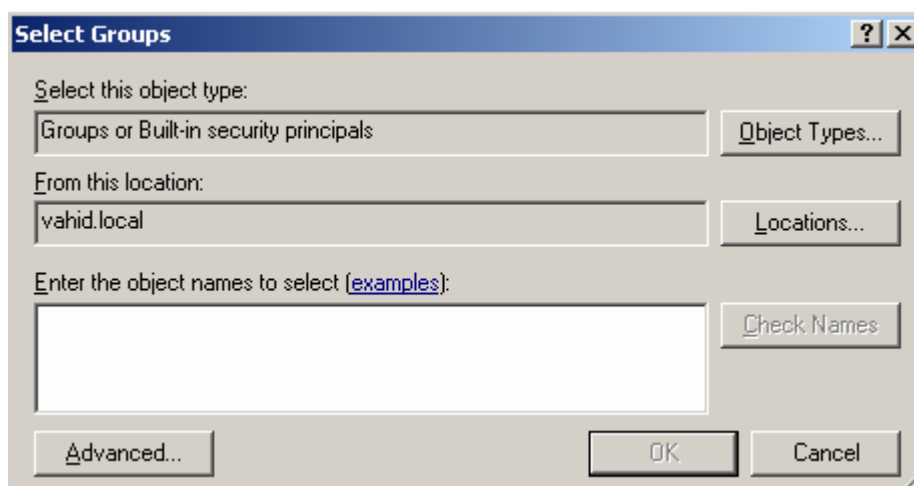 Select Groups
Select this object type:
Groups or Built-in security principals
Object Types...
From this location:
vahid.local
Locations...
Enter the object names to select (examples):
Check Names
Advanced...
OK
Cancel